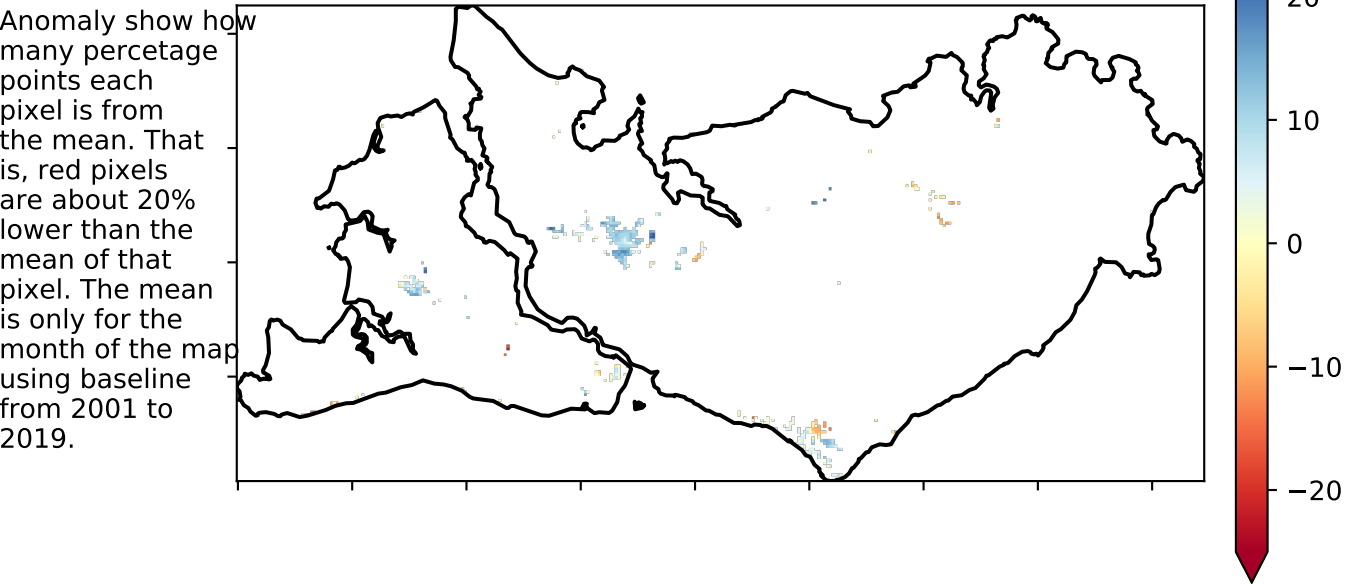 Anomaly show how
many percetage
points each
pixel is from
the mean. That
is, red pixels
are about 20%
lower than the
mean of that
pixel. The mean
is only for the
month of the map
using baseline
from 2001 to
2019.
20
10
0
−10
−20